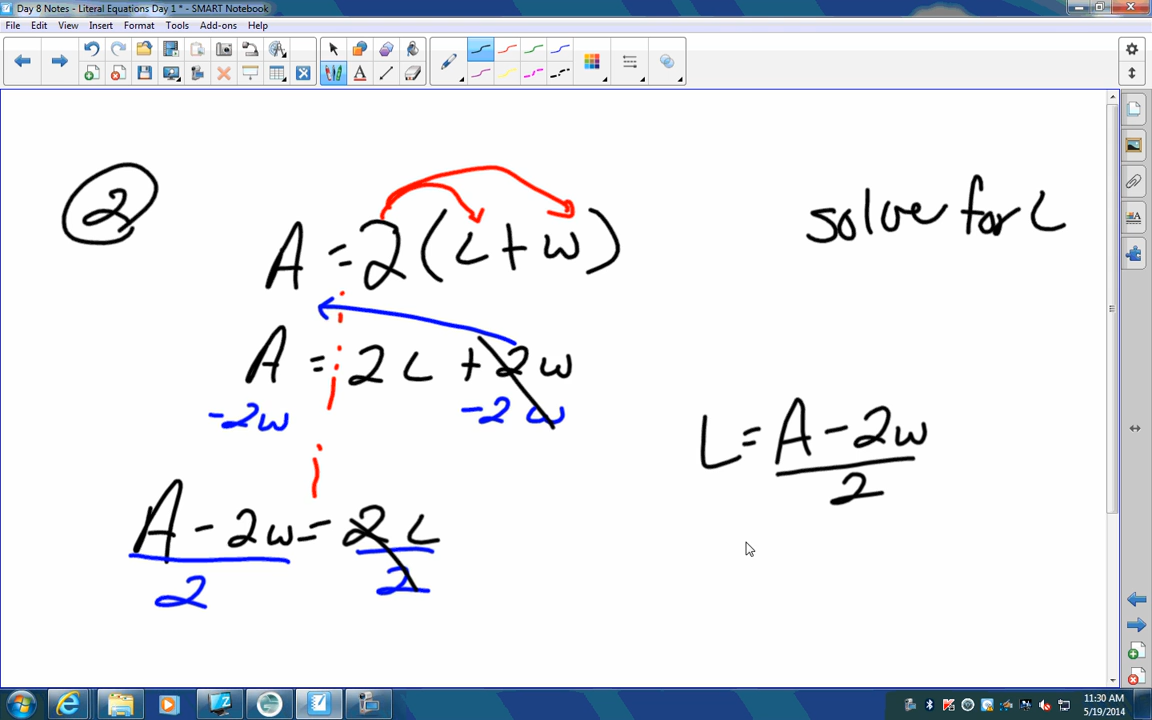 Day 8 Notes - Literal Equations Day 1 * - SMART Notebook
File Edit View Insert Format Tools Add-ons Help
2
A = 2(L + w)
solve for L
A = 2L + 2w
-2w -2w
A - 2w = 2L
2 2
L = A - 2w
2
11:30 AM
5/19/2014